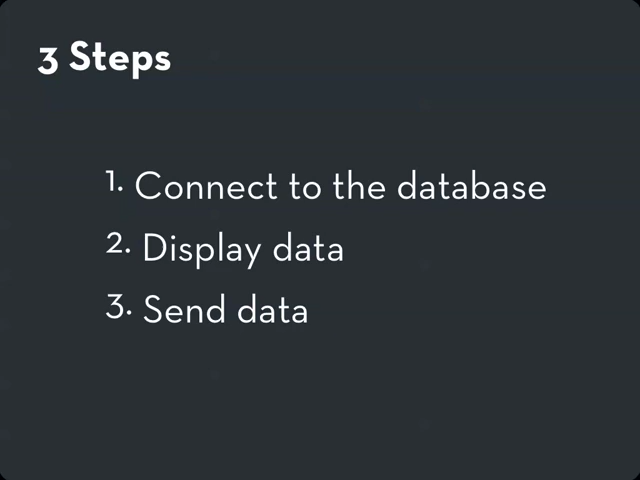 3 Steps
1. Connect to the database
2. Display data
3. Send data